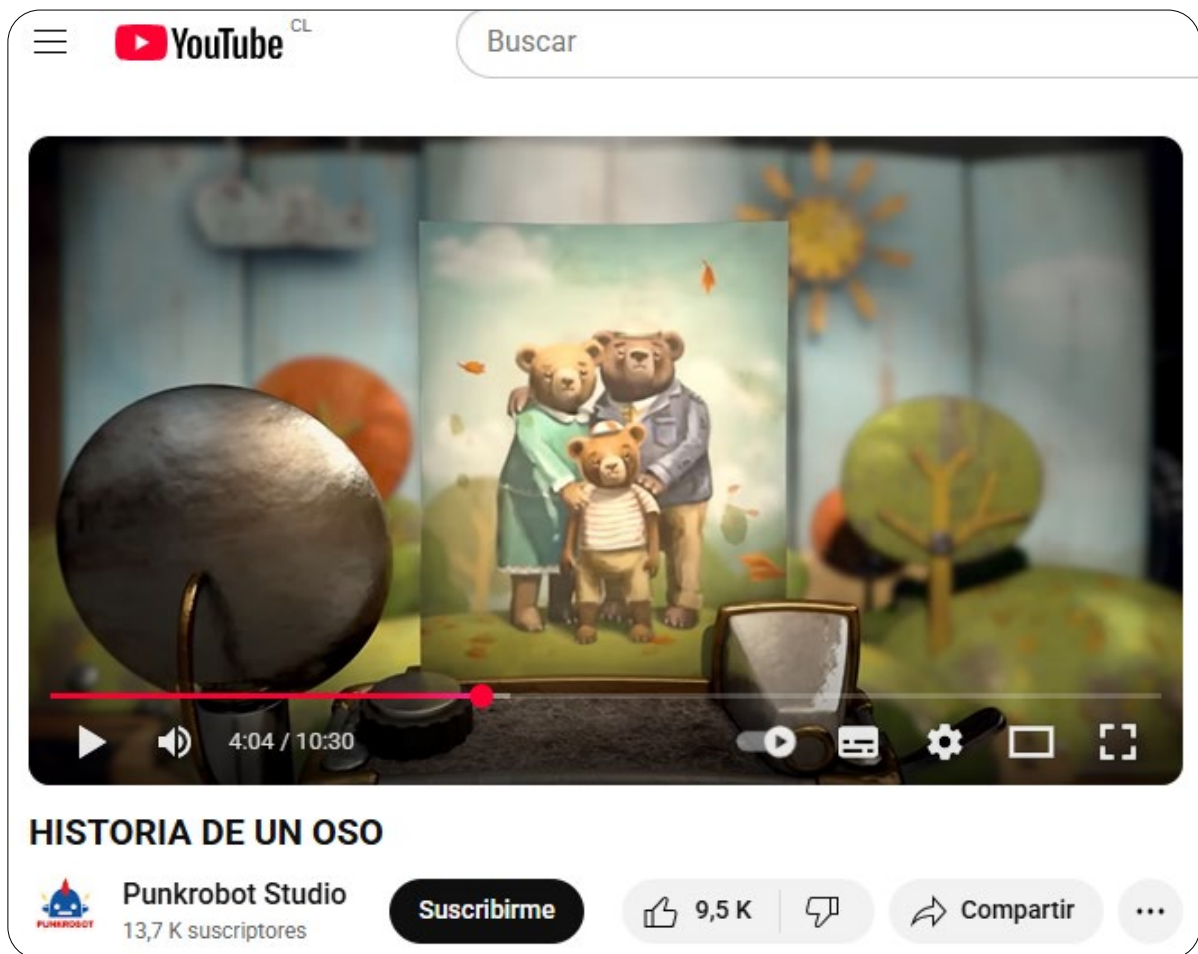 YouTube CL
Buscar
4:04 / 10:30
HISTORIA DE UN OSO
PUNKROBOT
Punkrobot Studio
13,7 K suscriptores
Suscribirme
9,5 K
Compartir